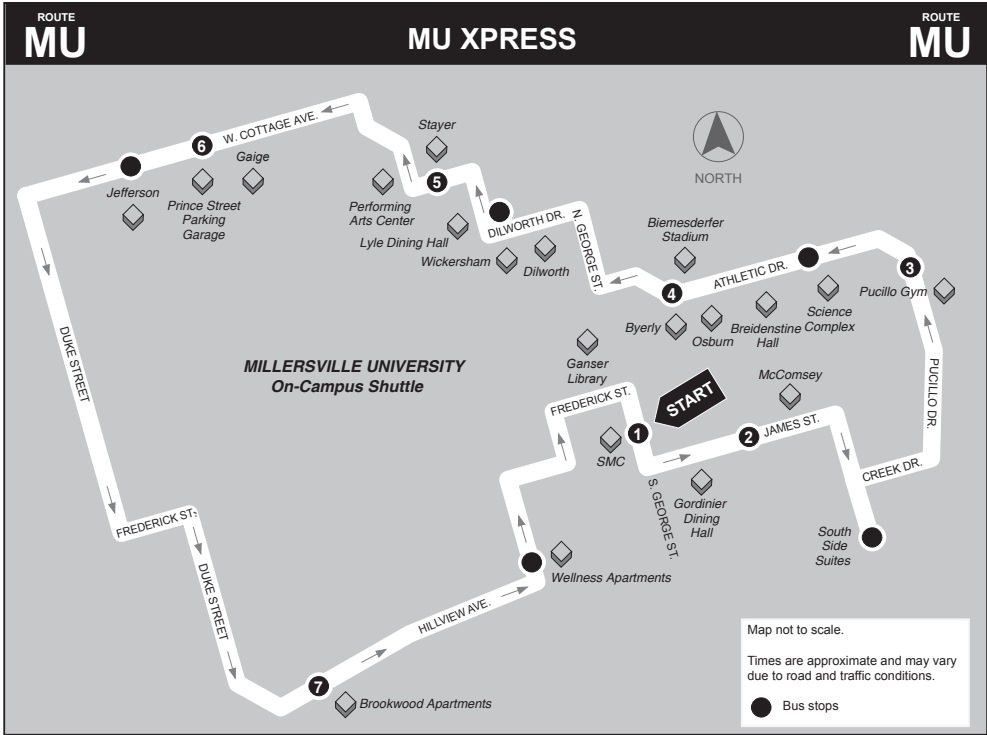 ROUTE
MU
MU XPRESS
ROUTE
MU
W. COTTAGE AVE.
6
Gaige
Jefferson
Prince Street
Parking
Garage
Stayer
5
Performing
Arts Center
Lyle Dining Hall
DILWORTH DR.
Wickersham
Dilworth
N. GEORGE ST.
NORTH
Biemesderfer
Stadium
ATHLETIC DR.
4
3
Pucillo Gym
Science
Complex
Breidenstine
Hall
Osburn
Byerly
PUCILLO DR.
DUKE STREET
MILLERSVILLE UNIVERSITY
On-Campus Shuttle
Ganser
Library
McComsey
START
FREDERICK ST.
1
2
JAMES ST.
SMC
S. GEORGE ST.
Gordinier
Dining
Hall
CREEK DR.
South
Side
Suites
FREDERICK ST.
DUKE STREET
Wellness Apartments
HILLVIEW AVE.
7
Brookwood Apartments
Map not to scale.
Times are approximate and may vary
due to road and traffic conditions.
Bus stops